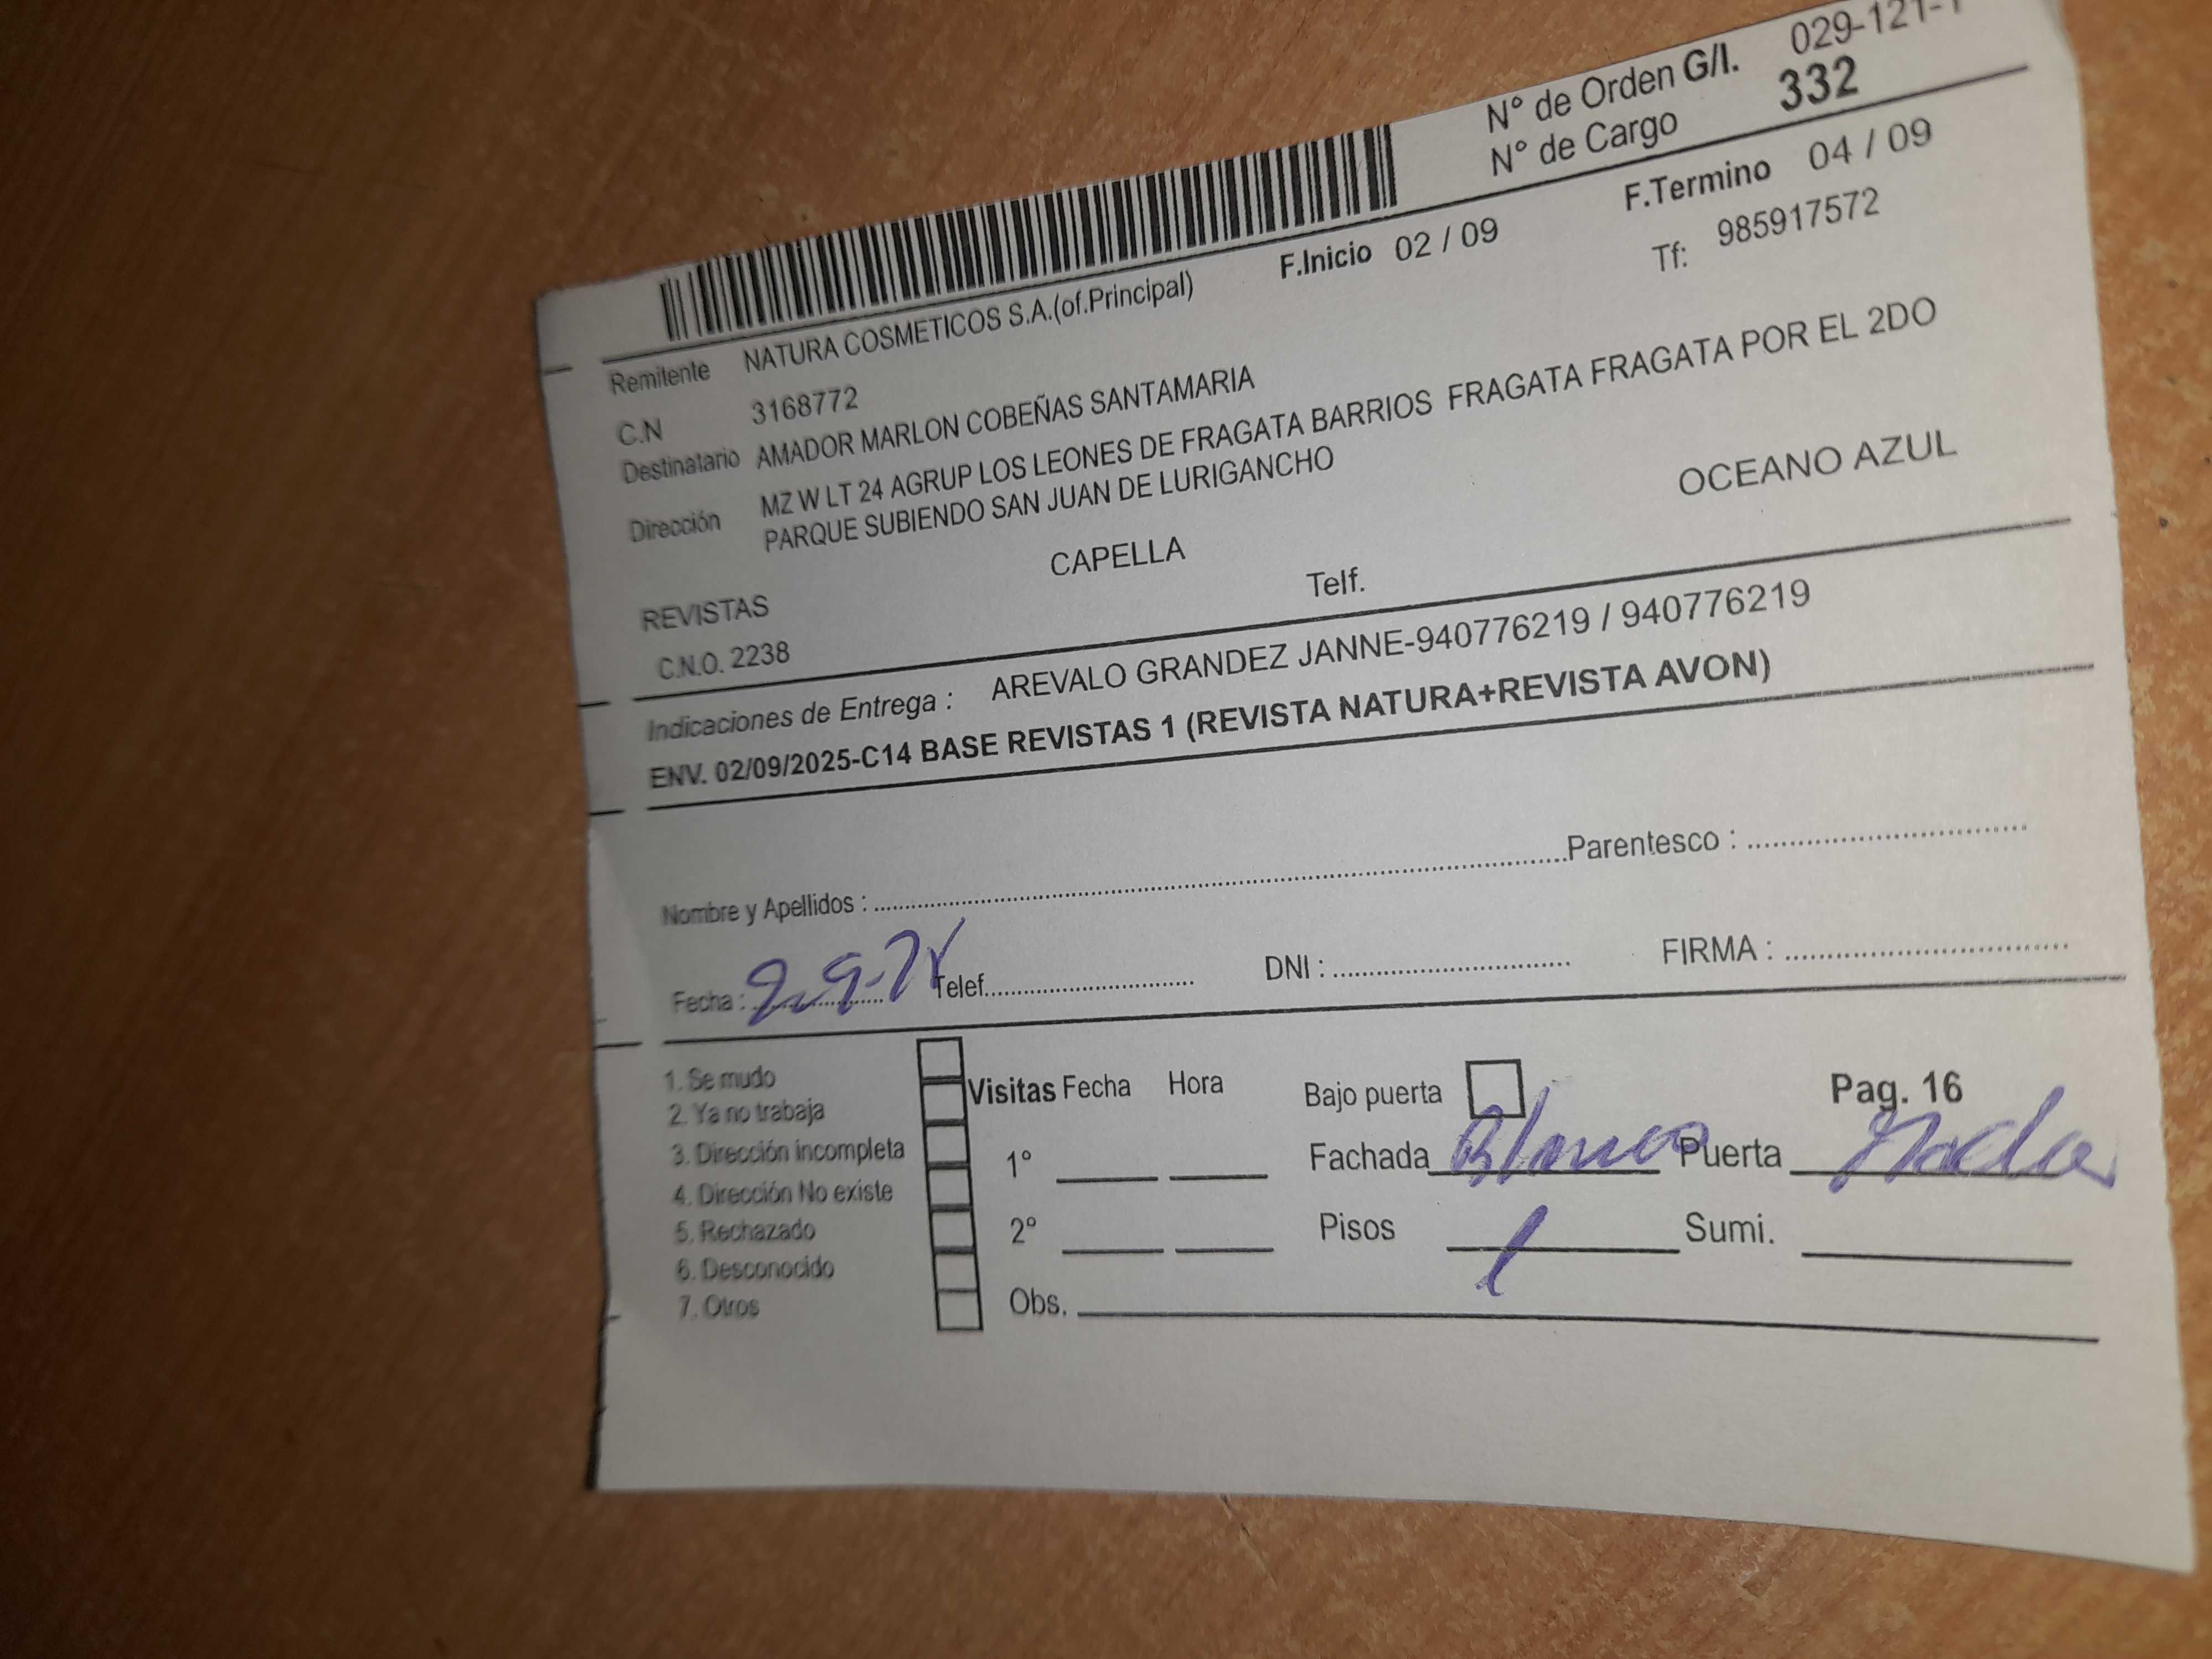 N° de Orden G/I. 029-121-1
N° de Cargo 332
F.Inicio 02 / 09 F.Termino 04 / 09
Remitente NATURA COSMETICOS S.A.(of.Principal) Tf: 985917572
C.N 3168772
Destinatario AMADOR MARLON COBEÑAS SANTAMARIA
Dirección MZ W LT 24 AGRUP LOS LEONES DE FRAGATA BARRIOS FRAGATA FRAGATA POR EL 2DO
PARQUE SUBIENDO SAN JUAN DE LURIGANCHO
REVISTAS CAPELLA OCEANO AZUL
C.N.O. 2238 Telf.
Indicaciones de Entrega : AREVALO GRANDEZ JANNE-940776219 / 940776219
ENV. 02/09/2025-C14 BASE REVISTAS 1 (REVISTA NATURA+REVISTA AVON)
Nombre y Apellidos : Parentesco :
Fecha : Telef. DNI : FIRMA :
1. Se mudo
2. Ya no trabaja
3. Dirección incompleta
4. Dirección No existe
5. Rechazado
6. Desconocido
7. Otros
Visitas Fecha Hora
1°
2°
Obs.
Bajo puerta Pag. 16
Fachada Blanco Puerta
Pisos 1 Sumi.